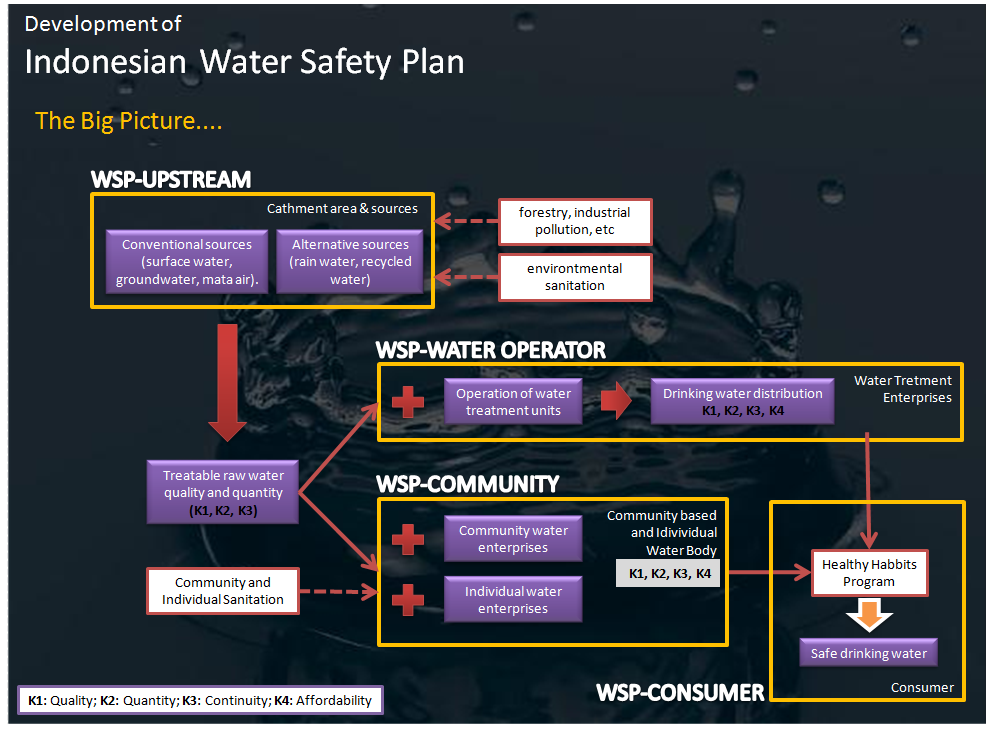 Development of
Indonesian Water Safety Plan
The Big Picture....
WSP-UPSTREAM
Cathment area & sources
Conventional sources
(surface water,
groundwater, mata air).
Alternative sources
(rain water, recycled
water)
forestry, industrial
pollution, etc
environtmental
sanitation
WSP-WATER OPERATOR
Operation of water
treatment units
Drinking water distribution
K1, K2, K3, K4
Water Tretment
Enterprises
Treatable raw water
quality and quantity
(K1, K2, K3)
WSP-COMMUNITY
Community water
enterprises
Individual water
enterprises
Community based
and Idividividual
Water Body
K1, K2, K3, K4
Community and
Individual Sanitation
Healthy Habbits
Program
Safe drinking water
Consumer
WSP-CONSUMER
K1: Quality; K2: Quantity; K3: Continuity; K4: Affordability